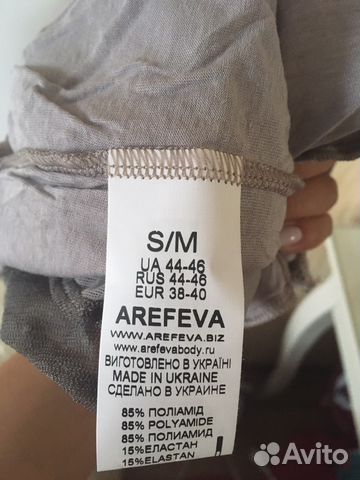 S/M
UA 44-46
RUS 44-46
EUR 38-40
AREFEVA
WWW.AREFEVA.BIZ
www.arefevabody.ru
ВИГОТОВЛЕНО В УКРАЇНІ
MADE IN UKRAINE
СДЕЛАНО В УКРАИНЕ
85% ПОЛІАМІД
85% POLYAMIDE
85% ПОЛИАМИД
15%ЕЛАСТАН
15%ELASTAN
Avito